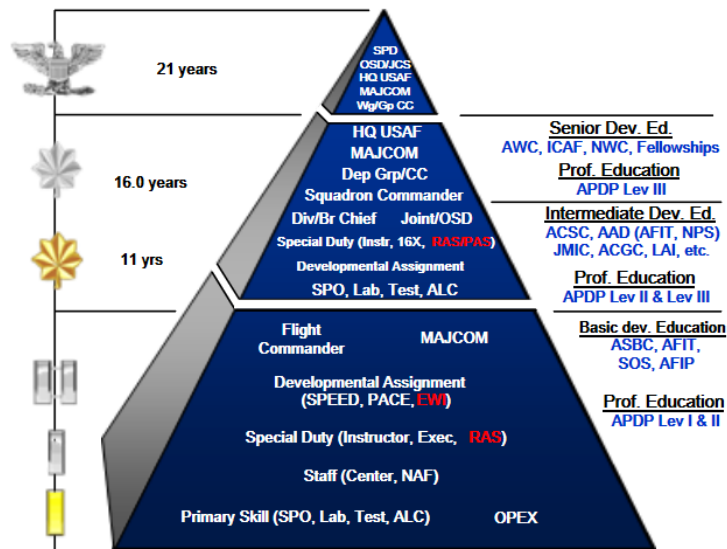 21 years
16.0 years
11 yrs
SPD
OSD/JCS
HQ USAF
MAJCOM
Wg/Gp CC
HQ USAF
MAJCOM
Dep Grp/CC
Squadron Commander
Div/Br Chief Joint/OSD
Special Duty (Instr, 16X, RAS/PAS)
Developmental Assignment
SPO, Lab, Test, ALC
Flight
Commander
MAJCOM
Developmental Assignment
(SPEED, PACE, EWI)
Special Duty (Instructor, Exec, RAS)
Staff (Center, NAF)
Primary Skill (SPO, Lab, Test, ALC) OPEX
Senior Dev. Ed.
AWC, ICAF, NWC, Fellowships
Prof. Education
APDP Lev III
Intermediate Dev. Ed.
ACSC, AAD (AFIT, NPS)
JMIC, ACGC, LAI, etc.
Prof. Education
APDP Lev II & Lev III
Basic dev. Education
ASBC, AFIT,
SOS, AFIP
Prof. Education
APDP Lev I & II